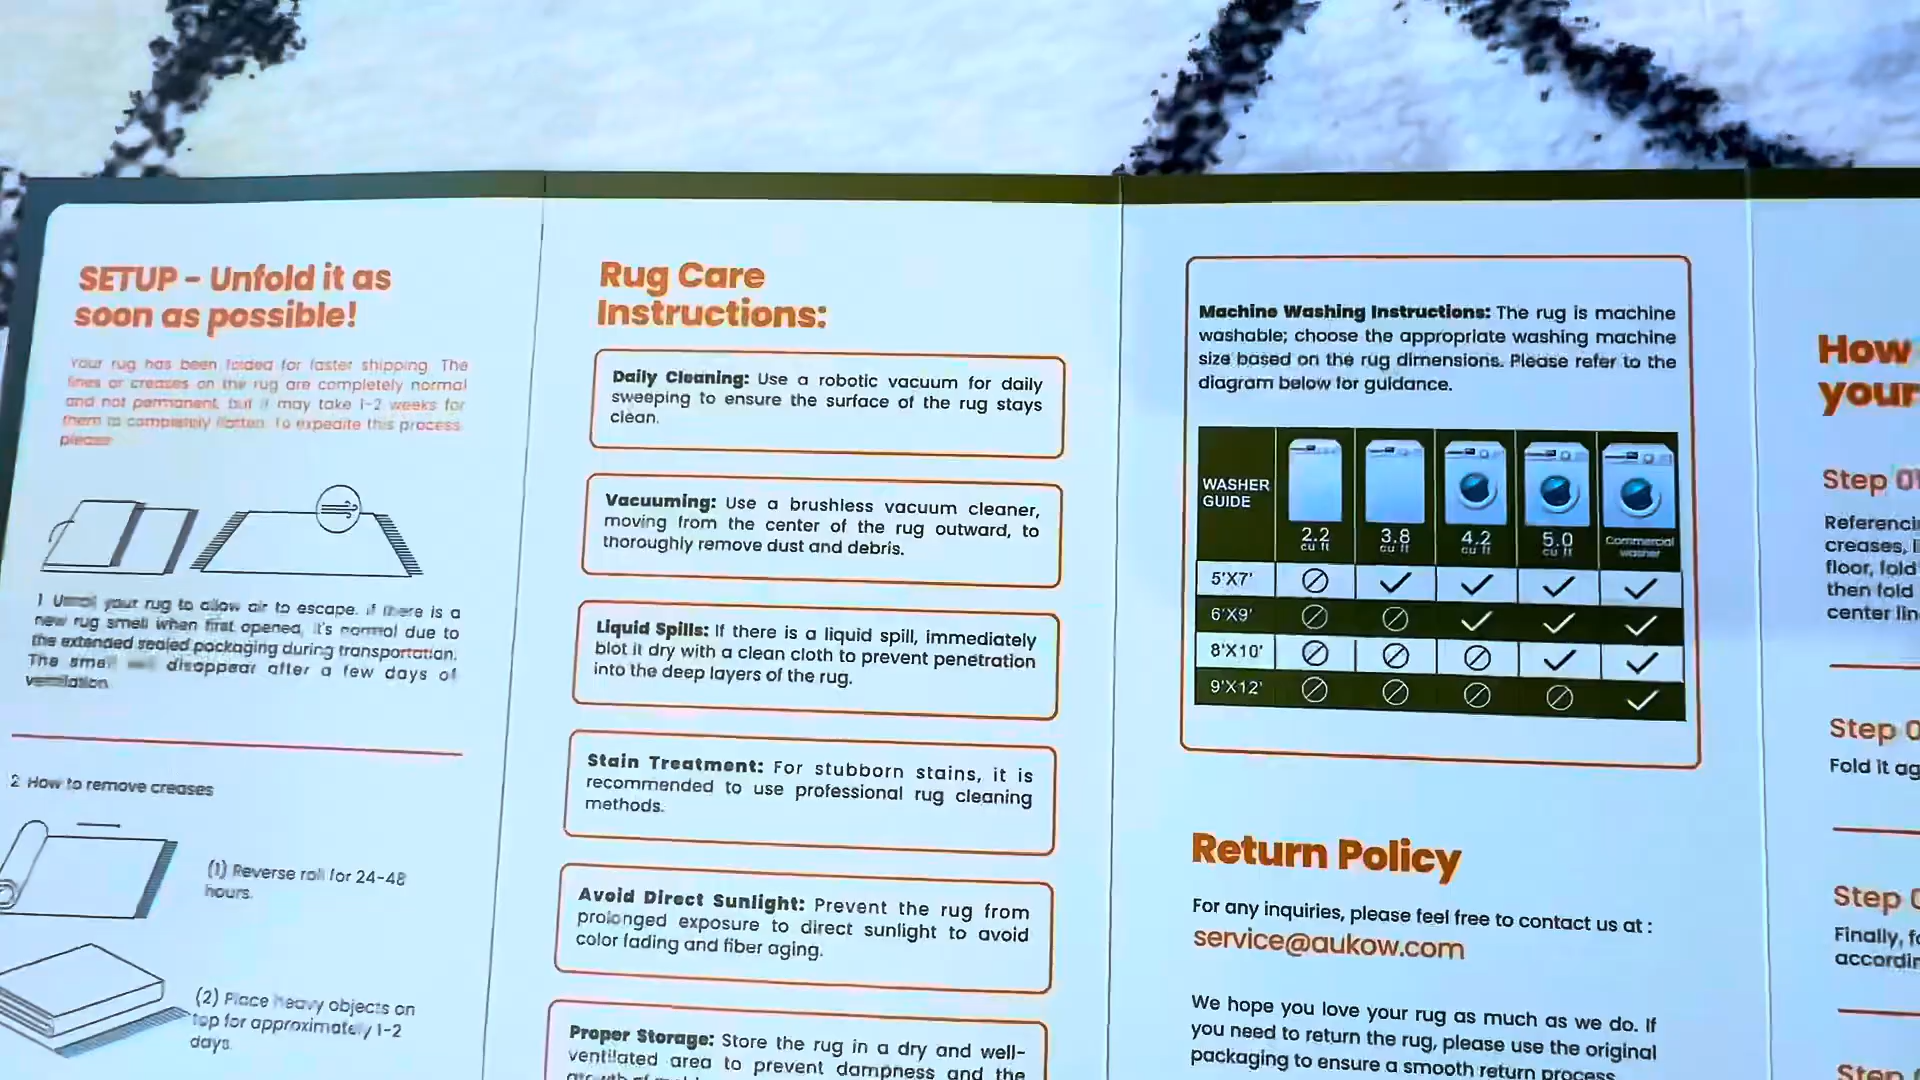 SETUP - Unfold it as
soon as possible!
Your rug has been folded for faster shipping. The
lines or creases on the rug are completely normal
and not permanent, but it may take 1-2 weeks for
them to completely flatten. To expedite this process,
please
1 Unroll your rug to allow air to escape. If there is a
new rug smell when first opened, it's normal due to
the extended sealed packaging during transportation.
The smell will disappear after a few days of
ventilation.
2 How to remove creases
(1) Reverse roll for 24-48
hours.
(2) Place heavy objects on
top for approximately 1-2
days.
Rug Care
Instructions:
Daily Cleaning: Use a robotic vacuum for daily
sweeping to ensure the surface of the rug stays
clean.
Vacuuming: Use a brushless vacuum cleaner,
moving from the center of the rug outward, to
thoroughly remove dust and debris.
Liquid Spills: If there is a liquid spill, immediately
blot it dry with a clean cloth to prevent penetration
into the deep layers of the rug.
Stain Treatment: For stubborn stains, it is
recommended to use professional rug cleaning
methods.
Avoid Direct Sunlight: Prevent the rug from
prolonged exposure to direct sunlight to avoid
color fading and fiber aging.
Proper Storage: Store the rug in a dry and well-
ventilated area to prevent dampness and the
Machine Washing Instructions: The rug is machine
washable; choose the appropriate washing machine
size based on the rug dimensions. Please refer to the
diagram below for guidance.
WASHER
GUIDE
2.2
cu ft
3.8
cu ft
4.2
cu ft
5.0
cu ft
Commercial
washer
5'X7'
6'X9'
8'X10'
9'X12'
Return Policy
For any inquiries, please feel free to contact us at :
service@aukow.com
We hope you love your rug as much as we do. If
you need to return the rug, please use the original
packaging to ensure a smooth return process.
How
your
Step 01
creases,
floor, fold
then fold
center
Step
Fold it
Step
Finally,
Step